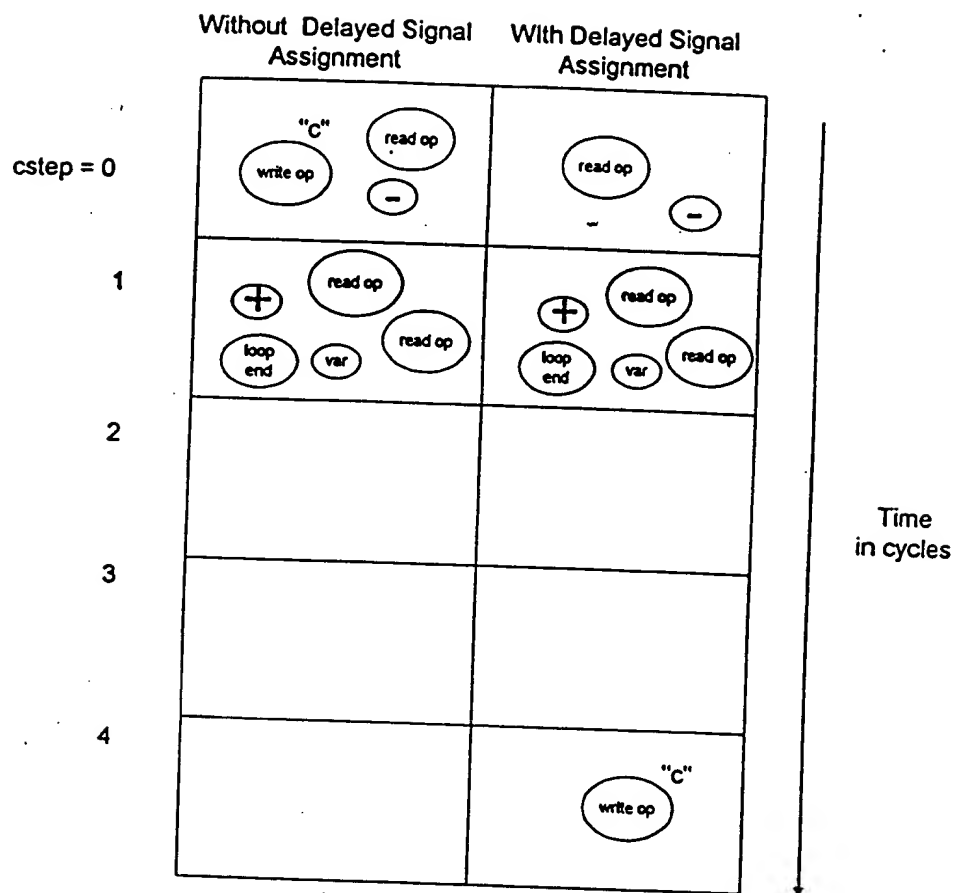 Without Delayed Signal
Assignment
With Delayed Signal
Assignment
cstep = 0
"C"
read op
write op
-
read op
-
1
+
read op
read op
loop
end
var
+
read op
read op
loop
end
var
2
3
4
"C"
write op
Time
in cycles